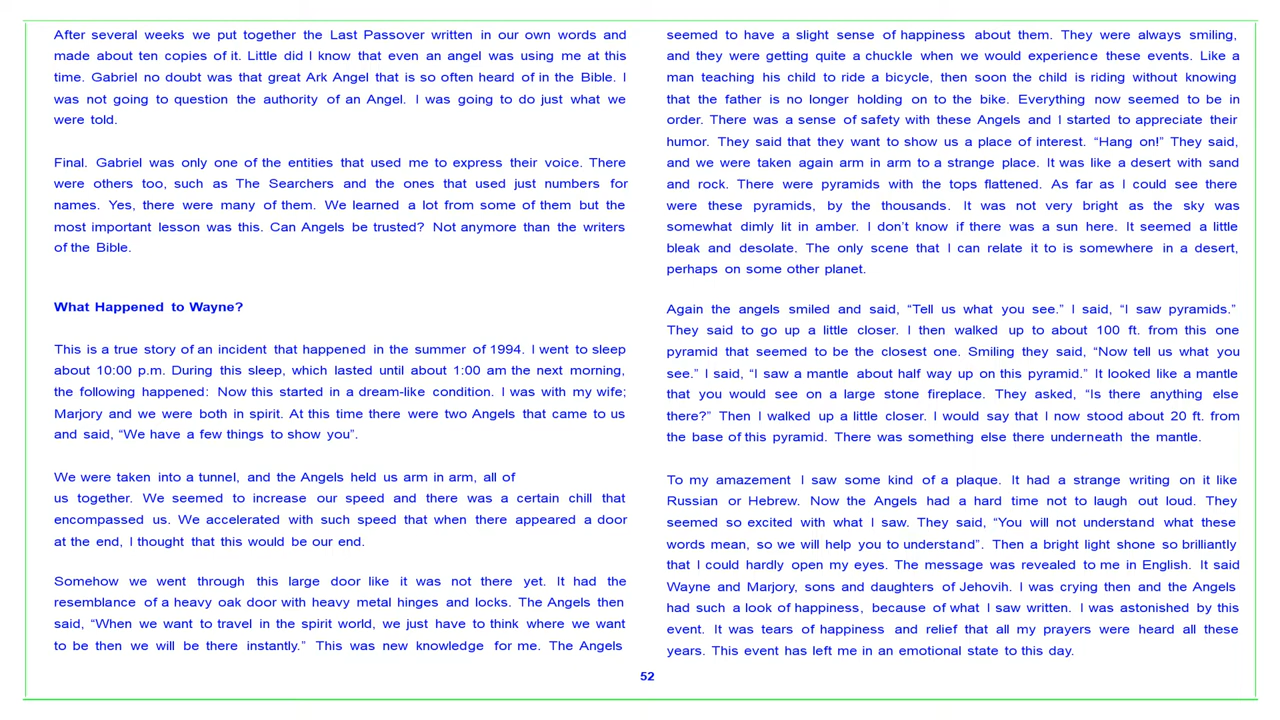 After several weeks we put together the Last Passover written in our own words and
made about ten copies of it. Little did I know that even an angel was using me at this
time. Gabriel no doubt was that great Ark Angel that is so often heard of in the Bible. I
was not going to question the authority of an Angel. I was going to do just what we
were told.
Final. Gabriel was only one of the entities that used me to express their voice. There
were others too, such as The Searchers and the ones that used just numbers for
names. Yes, there were many of them. We learned a lot from some of them but the
most important lesson was this. Can Angels be trusted? Not anymore than the writers
of the Bible.
What Happened to Wayne?
This is a true story of an incident that happened in the summer of 1994. I went to sleep
about 10:00 p.m. During this sleep, which lasted until about 1:00 am the next morning,
the following happened: Now this started in a dream-like condition. I was with my wife;
Marjory and we were both in spirit. At this time there were two Angels that came to us
and said, “We have a few things to show you”.
We were taken into a tunnel, and the Angels held us arm in arm, all of
us together. We seemed to increase our speed and there was a certain chill that
encompassed us. We accelerated with such speed that when there appeared a door
at the end, I thought that this would be our end.
Somehow we went through this large door like it was not there yet. It had the
resemblance of a heavy oak door with heavy metal hinges and locks. The Angels then
said, “When we want to travel in the spirit world, we just have to think where we want
to be then we will be there instantly.” This was new knowledge for me. The Angels
seemed to have a slight sense of happiness about them. They were always smiling,
and they were getting quite a chuckle when we would experience these events. Like a
man teaching his child to ride a bicycle, then soon the child is riding without knowing
that the father is no longer holding on to the bike. Everything now seemed to be in
order. There was a sense of safety with these Angels and I started to appreciate their
humor. They said that they want to show us a place of interest. “Hang on!” They said,
and we were taken again arm in arm to a strange place. It was like a desert with sand
and rock. There were pyramids with the tops flattened. As far as I could see there
were these pyramids, by the thousands. It was not very bright as the sky was
somewhat dimly lit in amber. I don’t know if there was a sun here. It seemed a little
bleak and desolate. The only scene that I can relate it to is somewhere in a desert,
perhaps on some other planet.
Again the angels smiled and said, “Tell us what you see.” I said, “I saw pyramids.”
They said to go up a little closer. I then walked up to about 100 ft. from this one
pyramid that seemed to be the closest one. Smiling they said, “Now tell us what you
see.” I said, “I saw a mantle about half way up on this pyramid.” It looked like a mantle
that you would see on a large stone fireplace. They asked, “Is there anything else
there?” Then I walked up a little closer. I would say that I now stood about 20 ft. from
the base of this pyramid. There was something else there underneath the mantle.
To my amazement I saw some kind of a plaque. It had a strange writing on it like
Russian or Hebrew. Now the Angels had a hard time not to laugh out loud. They
seemed so excited with what I saw. They said, “You will not understand what these
words mean, so we will help you to understand”. Then a bright light shone so brilliantly
that I could hardly open my eyes. The message was revealed to me in English. It said
Wayne and Marjory, sons and daughters of Jehovih. I was crying then and the Angels
had such a look of happiness, because of what I saw written. I was astonished by this
event. It was tears of happiness and relief that all my prayers were heard all these
years. This event has left me in an emotional state to this day.
52